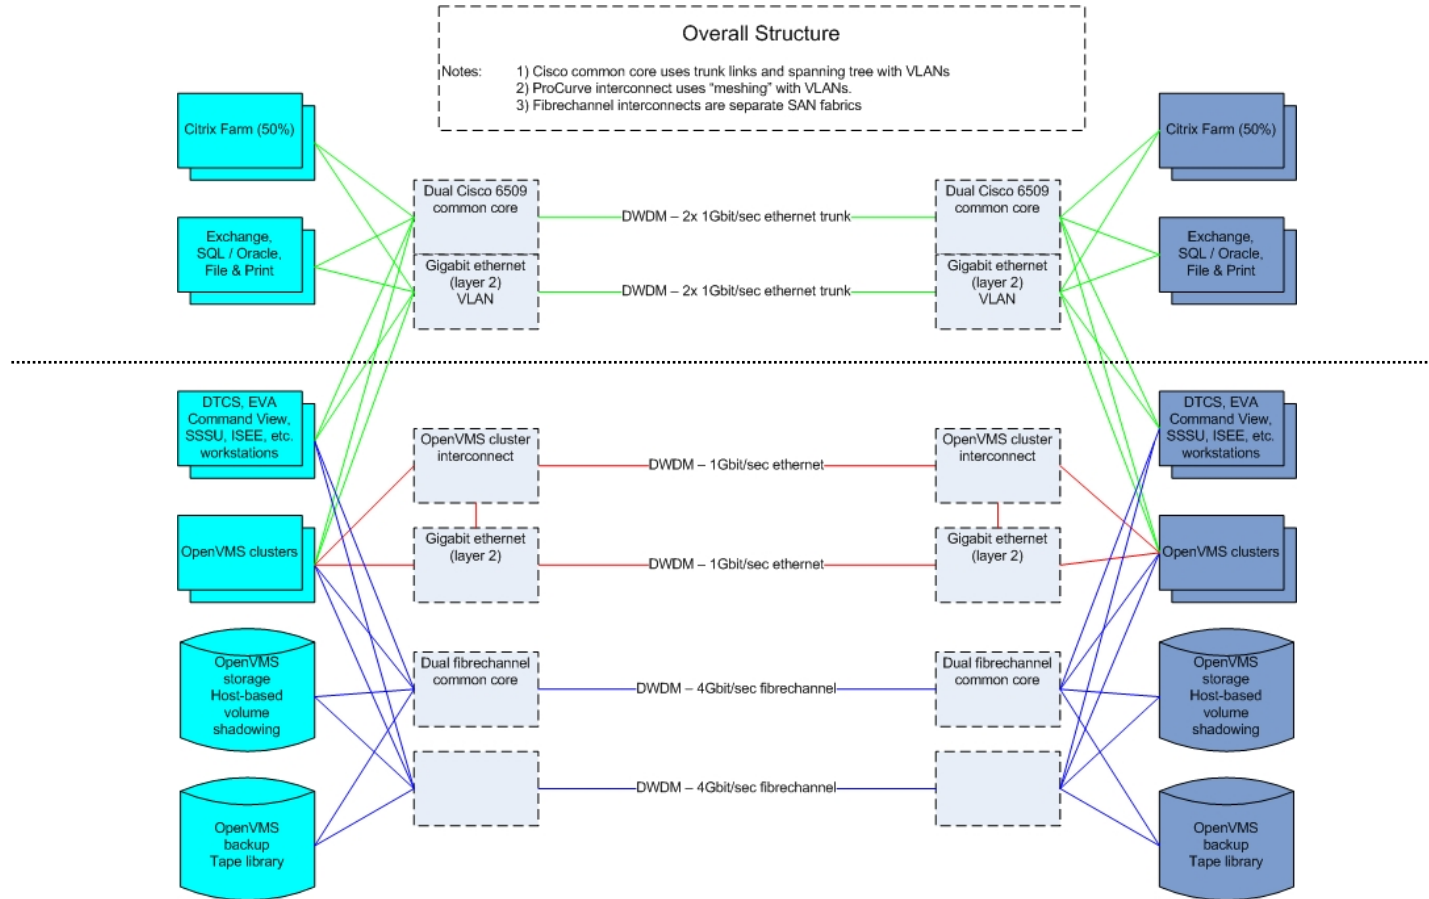 Overall Structure
Notes: 1) Cisco common core uses trunk links and spanning tree with VLANs
2) ProCurve interconnect uses "meshing" with VLANs.
3) Fibrechannel interconnects are separate SAN fabrics
Citrix Farm (50%)
Citrix Farm (50%)
Dual Cisco 6509
common core
DWDM – 2x 1Gbit/sec ethernet trunk
Dual Cisco 6509
common core
Exchange,
SQL / Oracle,
File & Print
Exchange,
SQL / Oracle,
File & Print
Gigabit ethernet
(layer 2)
VLAN
DWDM – 2x 1Gbit/sec ethernet trunk
Gigabit ethernet
(layer 2)
VLAN
DTCS, EVA
Command View,
SSSU, ISEE, etc.
workstations
DTCS, EVA
Command View,
SSSU, ISEE, etc.
workstations
OpenVMS cluster
interconnect
DWDM – 1Gbit/sec ethernet
OpenVMS cluster
interconnect
OpenVMS clusters
Gigabit ethernet
(layer 2)
DWDM – 1Gbit/sec ethernet
Gigabit ethernet
(layer 2)
OpenVMS clusters
OpenVMS
storage
Host-based
volume
shadowing
Dual fibrechannel
common core
DWDM – 4Gbit/sec fibrechannel
Dual fibrechannel
common core
OpenVMS
storage
Host-based
volume
shadowing
DWDM – 4Gbit/sec fibrechannel
OpenVMS
backup
Tape library
OpenVMS
backup
Tape library